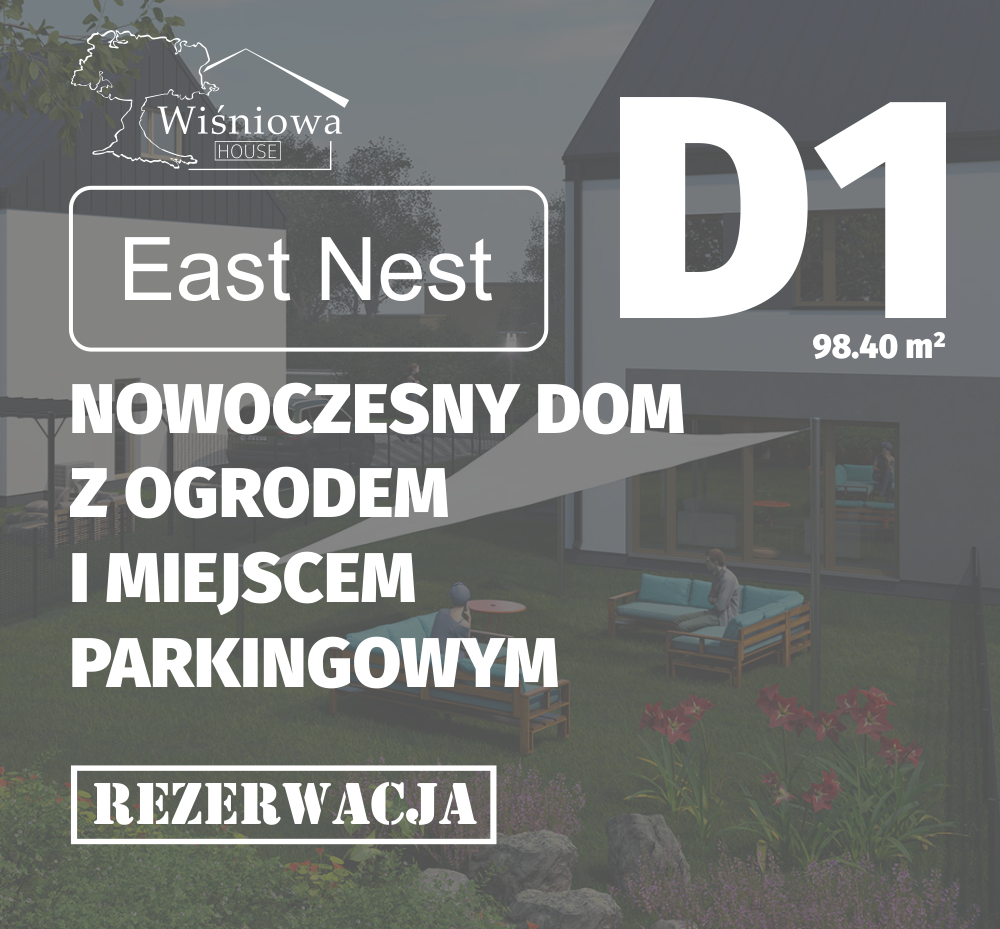 Wiśniowa
HOUSE
East Nest
D1
98.40 m²
NOWOCZESNY DOM
Z OGRODEM
I MIEJSCEM
PARKINGOWYM
REZERWACJA